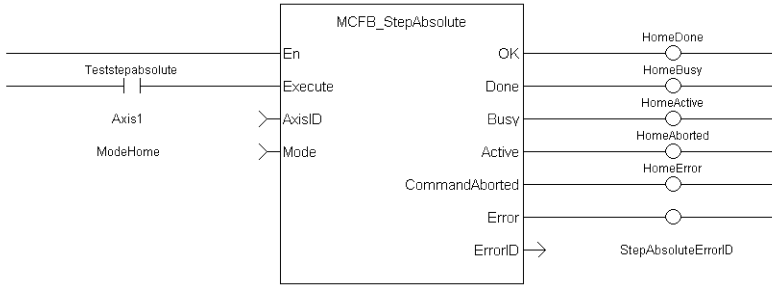 MCFB_StepAbsolute
HomeDone
En
OK
Teststepabsolute
HomeBusy
Execute
Done
HomeActive
Axis1
AxisID
Busy
HomeAborted
ModeHome
Mode
Active
HomeError
CommandAborted
Error
ErrorID
StepAbsoluteErrorID